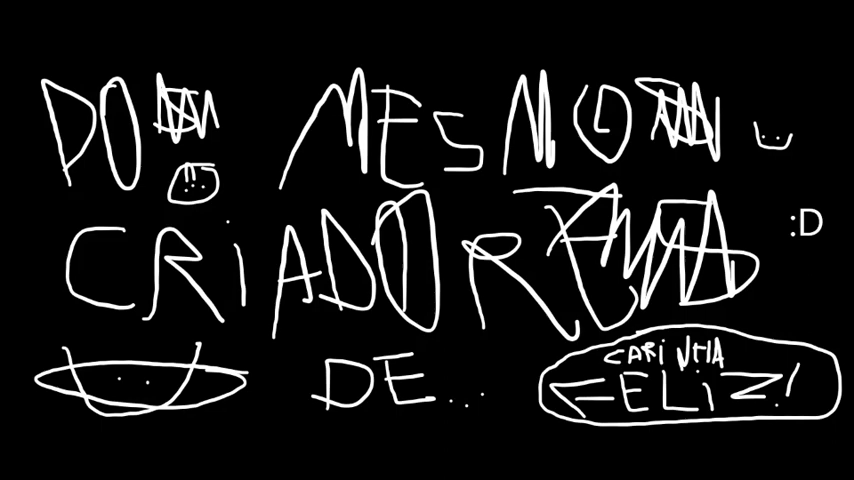 DO MESMO
:D
CRiADOR
DE...
CARiNHA
FELiZ!